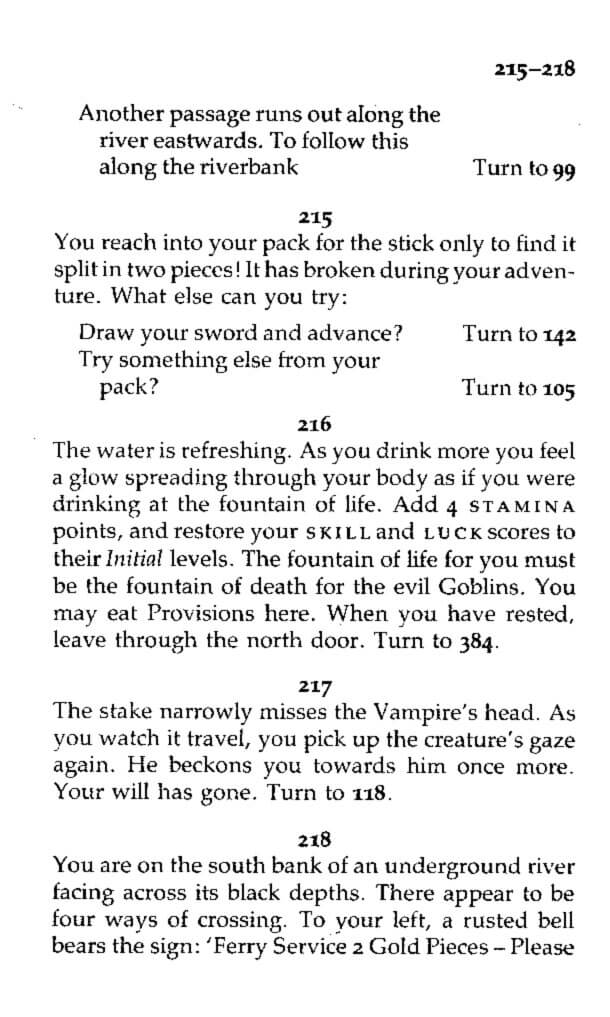 215–218
Another passage runs out along the
river eastwards. To follow this
along the riverbank Turn to 99
215
You reach into your pack for the stick only to find it
split in two pieces! It has broken during your adven-
ture. What else can you try:
Draw your sword and advance? Turn to 142
Try something else from your
pack? Turn to 105
216
The water is refreshing. As you drink more you feel
a glow spreading through your body as if you were
drinking at the fountain of life. Add 4 STAMINA
points, and restore your SKILL and LUCK scores to
their Initial levels. The fountain of life for you must
be the fountain of death for the evil Goblins. You
may eat Provisions here. When you have rested,
leave through the north door. Turn to 384.
217
The stake narrowly misses the Vampire's head. As
you watch it travel, you pick up the creature's gaze
again. He beckons you towards him once more.
Your will has gone. Turn to 118.
218
You are on the south bank of an underground river
facing across its black depths. There appear to be
four ways of crossing. To your left, a rusted bell
bears the sign: 'Ferry Service 2 Gold Pieces – Please